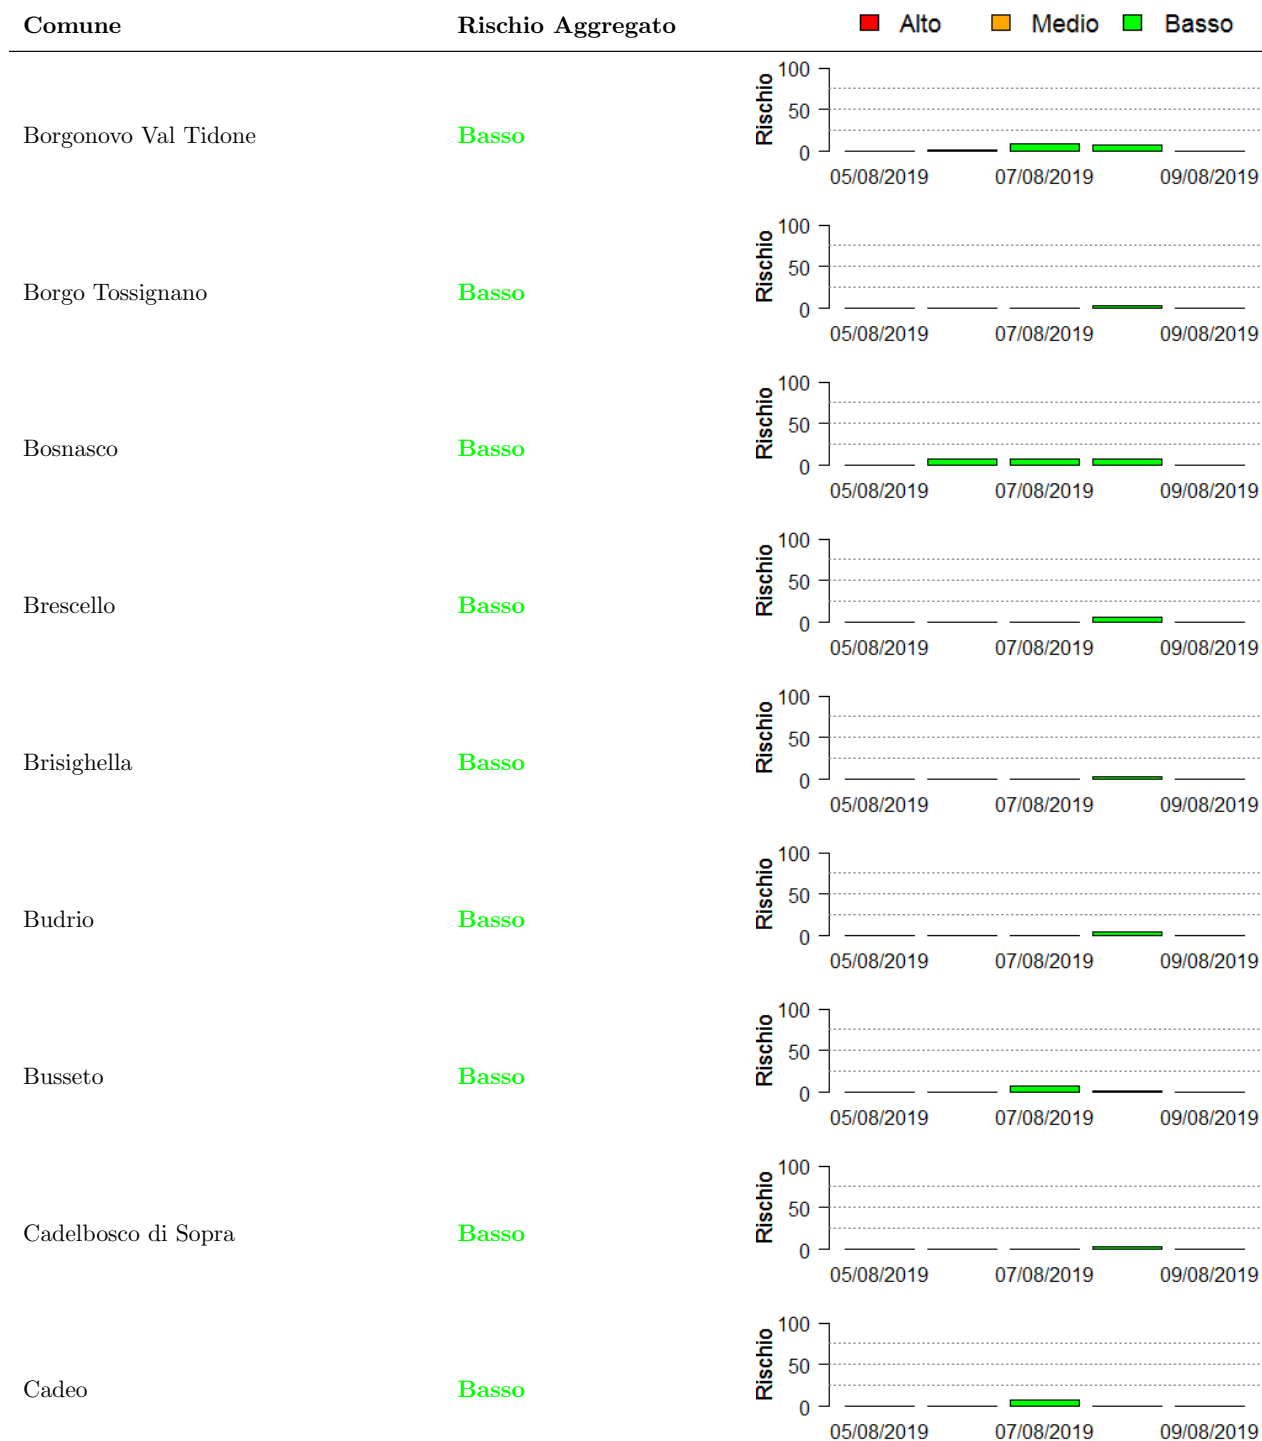 Comune Rischio Aggregato Alto Medio Basso
Borgonovo Val Tidone Basso
Rischio
100
50
0
05/08/2019 07/08/2019 09/08/2019
Borgo Tossignano Basso
Rischio
100
50
0
05/08/2019 07/08/2019 09/08/2019
Bosnasco Basso
Rischio
100
50
0
05/08/2019 07/08/2019 09/08/2019
Brescello Basso
Rischio
100
50
0
05/08/2019 07/08/2019 09/08/2019
Brisighella Basso
Rischio
100
50
0
05/08/2019 07/08/2019 09/08/2019
Budrio Basso
Rischio
100
50
0
05/08/2019 07/08/2019 09/08/2019
Busseto Basso
Rischio
100
50
0
05/08/2019 07/08/2019 09/08/2019
Cadelbosco di Sopra Basso
Rischio
100
50
0
05/08/2019 07/08/2019 09/08/2019
Cadeo Basso
Rischio
100
50
0
05/08/2019 07/08/2019 09/08/2019